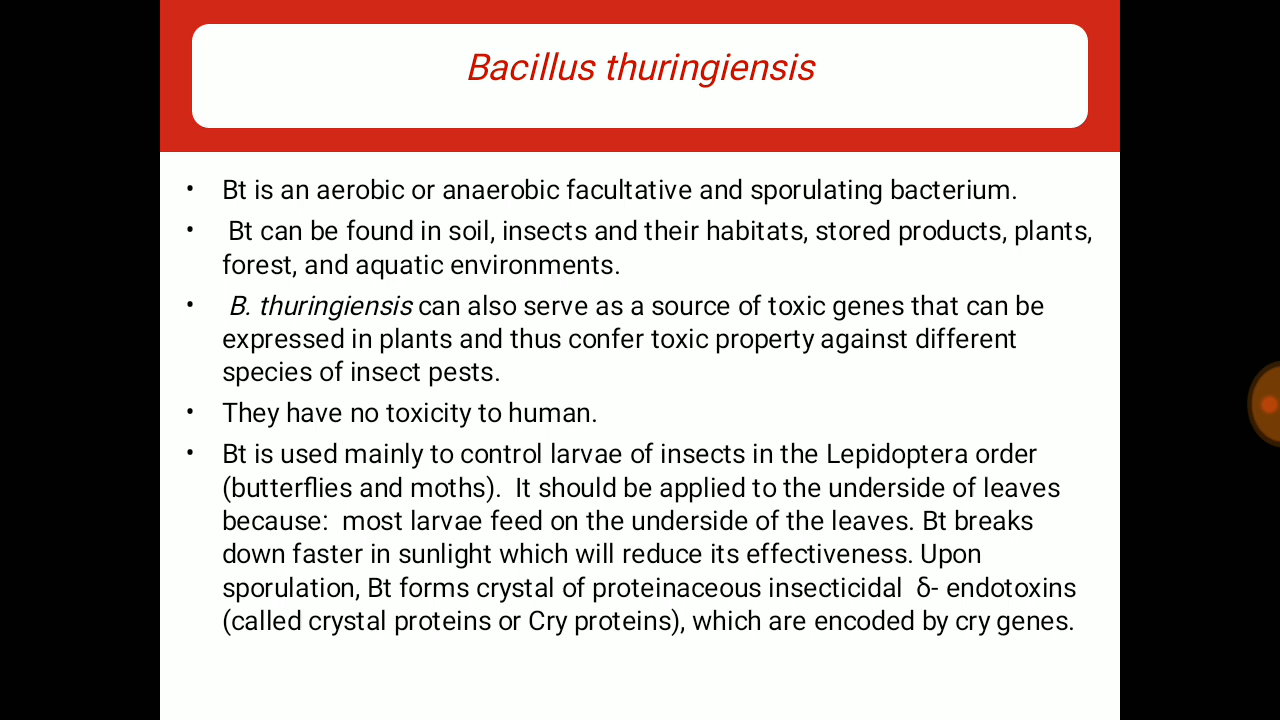 Bacillus thuringiensis
• Bt is an aerobic or anaerobic facultative and sporulating bacterium.
• Bt can be found in soil, insects and their habitats, stored products, plants,
forest, and aquatic environments.
• B. thuringiensis can also serve as a source of toxic genes that can be
expressed in plants and thus confer toxic property against different
species of insect pests.
• They have no toxicity to human.
• Bt is used mainly to control larvae of insects in the Lepidoptera order
(butterflies and moths).  It should be applied to the underside of leaves
because:  most larvae feed on the underside of the leaves. Bt breaks
down faster in sunlight which will reduce its effectiveness. Upon
sporulation, Bt forms crystal of proteinaceous insecticidal  δ- endotoxins
(called crystal proteins or Cry proteins), which are encoded by cry genes.